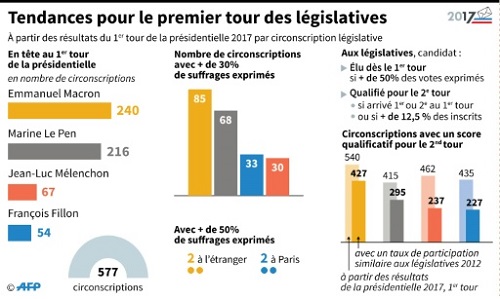 Tendances pour le premier tour des législatives
2017
À partir des résultats du 1er tour de la présidentielle 2017 par circonscription législative
En tête au 1er tour
de la présidentielle
en nombre de circonscriptions
Emmanuel Macron
240
Marine Le Pen
216
Jean-Luc Mélenchon
67
François Fillon
54
577
circonscriptions
© AFP
Nombre de circonscriptions
avec + de 30%
de suffrages exprimés
85
68
33
30
Avec + de 50%
de suffrages exprimés
2 à l'étranger
2 à Paris
Aux législatives, candidat :
Élu dès le 1er tour
si + de 50% des votes exprimés
Qualifié pour le 2e tour
si arrivé 1er ou 2e au 1er tour
ou si + de 12,5 % des inscrits
Circonscriptions avec un score
qualificatif pour le 2nd tour
540
427
415
295
462
237
435
227
avec un taux de participation
similaire aux législatives 2012
à partir des résultats
de la présidentielle 2017, 1er tour